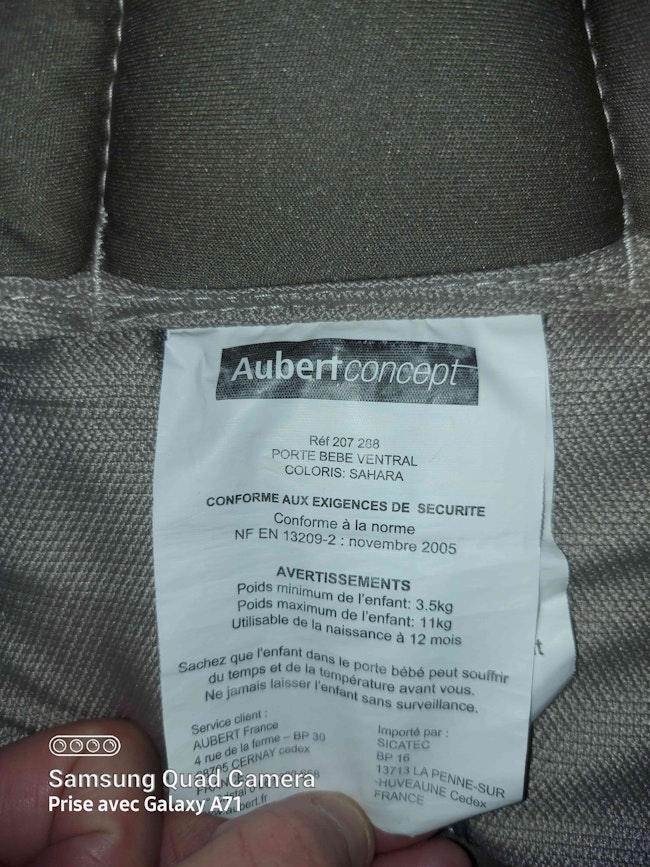 Aubert concept
Réf 207 288
PORTE BEBE VENTRAL
COLORIS: SAHARA
CONFORME AUX EXIGENCES DE SECURITE
Conforme à la norme
NF EN 13209-2 : novembre 2005
AVERTISSEMENTS
Poids minimum de l'enfant: 3.5kg
Poids maximum de l'enfant: 11kg
Utilisable de la naissance à 12 mois
Sachez que l'enfant dans le porte bébé peut souffrir
du temps et de la température avant vous.
Ne jamais laisser l'enfant sans surveillance.
Service client :
AUBERT France
4 rue de la ferme – BP 30
CERNAY cedex
Importé par :
SICATEC
BP 16
13713 LA PENNE-SUR
-HUVEAUNE Cedex
FRANCE
Samsung Quad Camera
Prise avec Galaxy A71